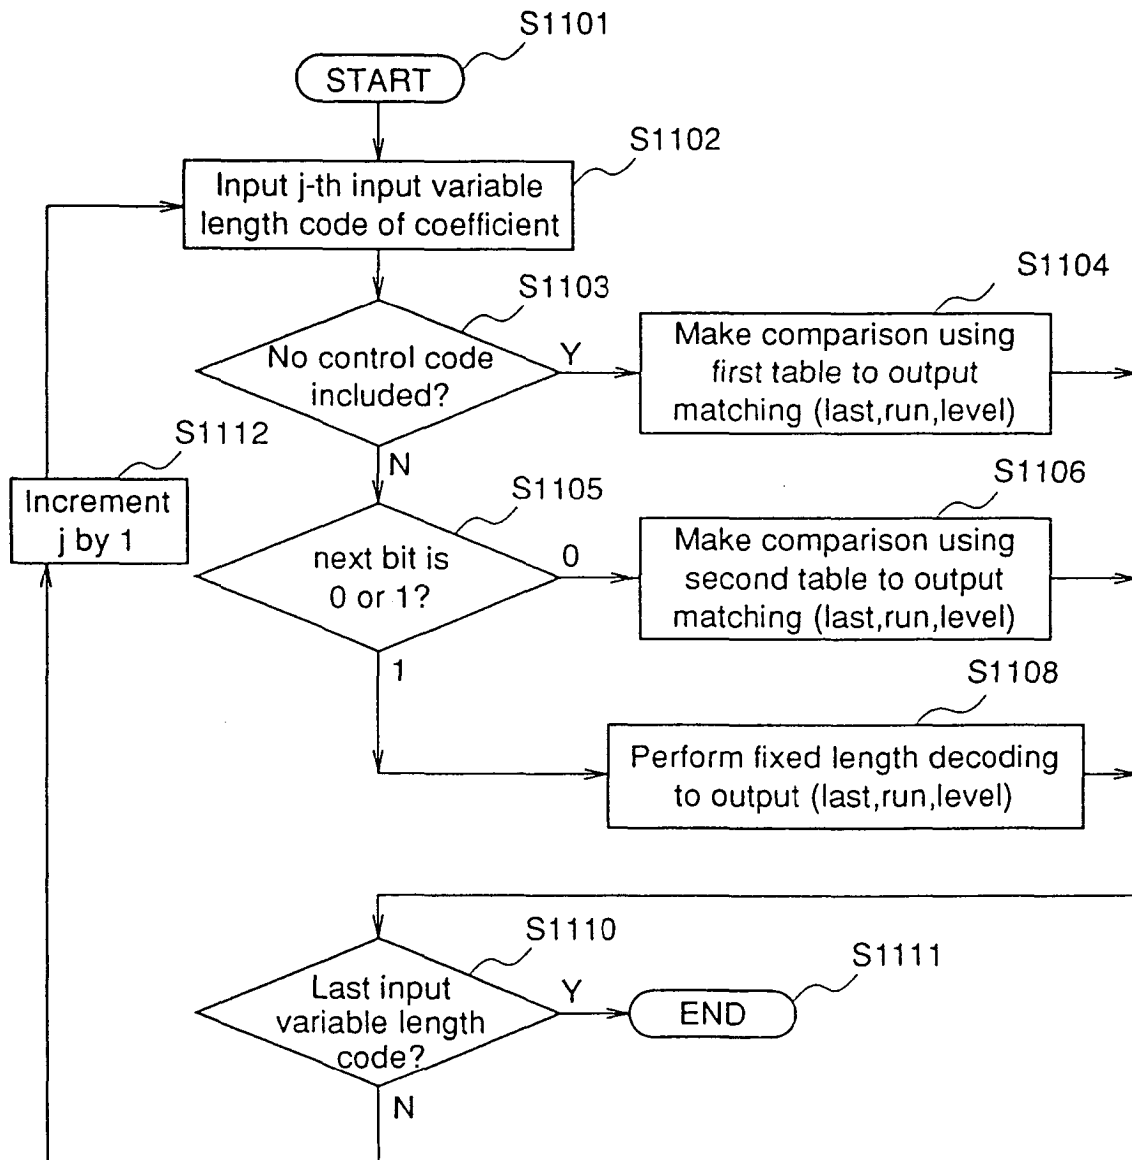 S1101
START
S1102
Input j-th input variable
length code of coefficient
S1103
No control code
included?
Y
N
S1104
Make comparison using
first table to output
matching (last,run,level)
S1112
Increment
j by 1
S1105
next bit is
0 or 1?
0
1
S1106
Make comparison using
second table to output
matching (last,run,level)
S1108
Perform fixed length decoding
to output (last,run,level)
S1110
Last input
variable length
code?
Y
N
S1111
END